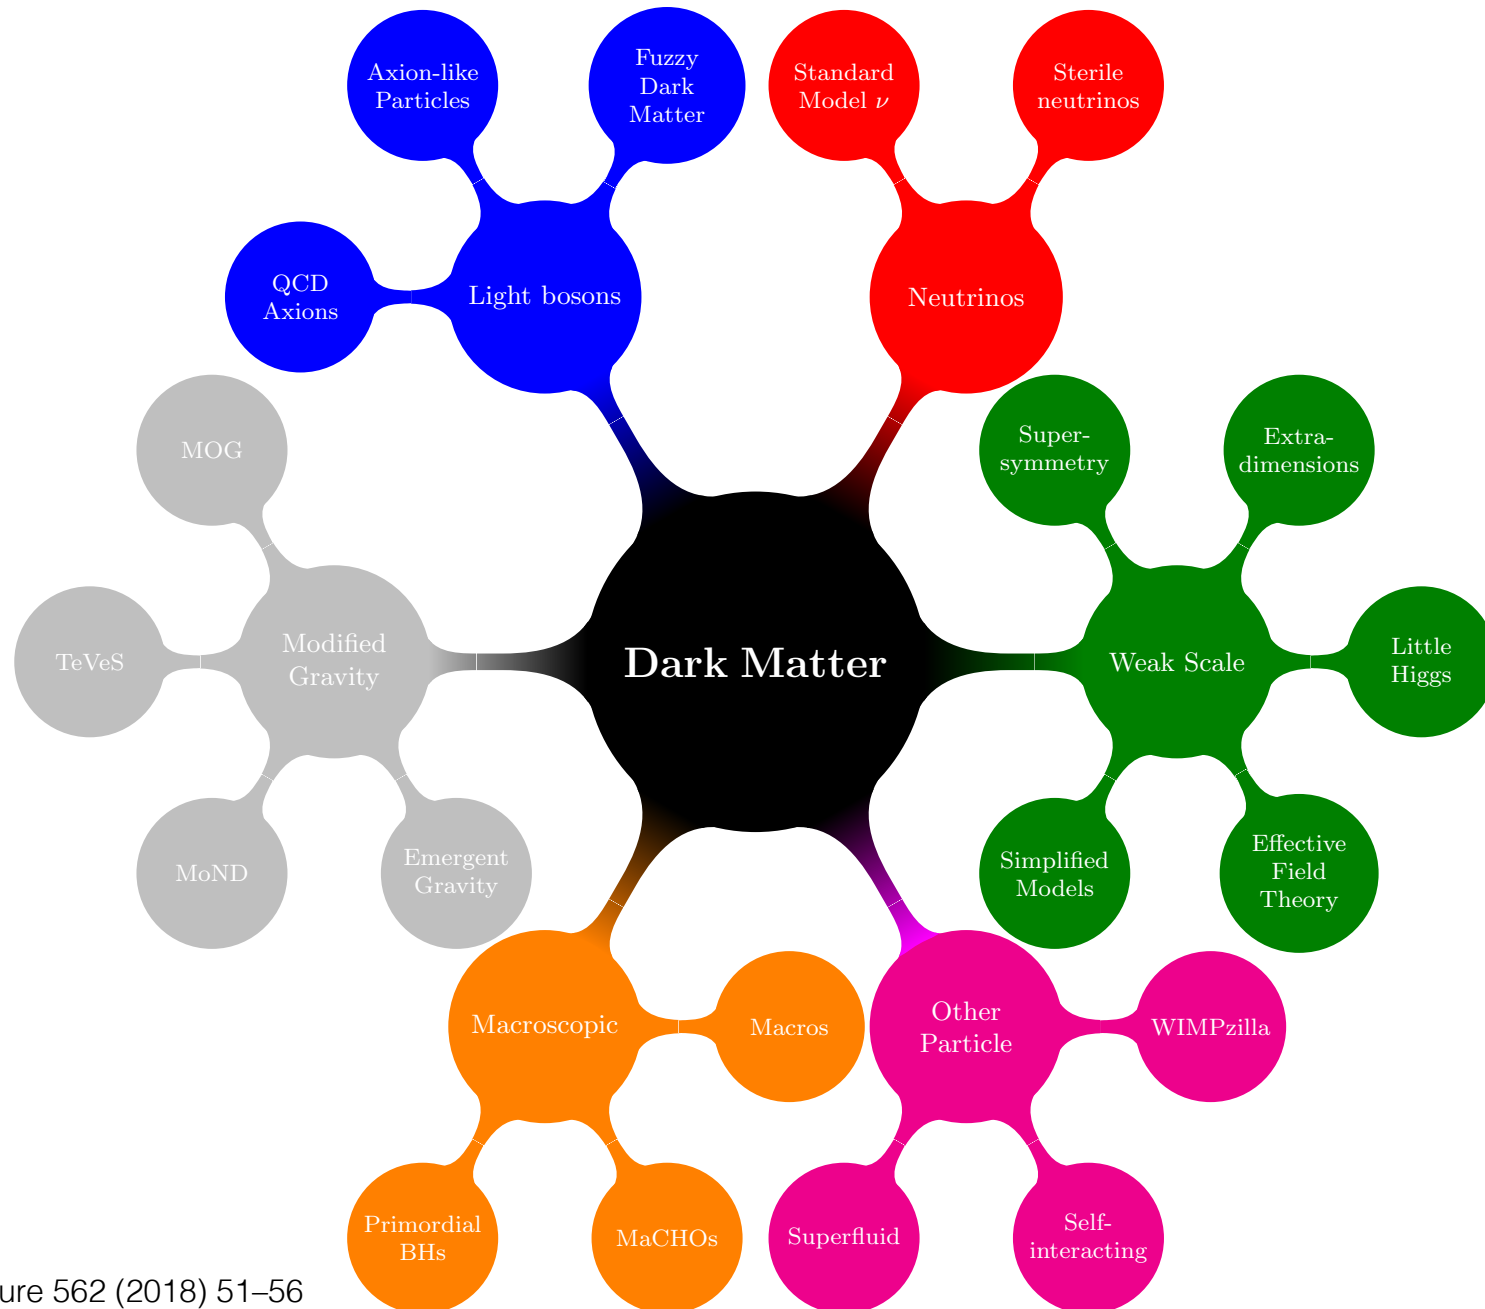 Axion-like
Particles
Fuzzy
Dark
Matter
Standard
Model ν
Sterile
neutrinos
QCD
Axions
Light bosons
Neutrinos
MOG
Super-
symmetry
Extra-
dimensions
TeVeS
Modified
Gravity
Dark Matter
Weak Scale
Little
Higgs
MoND
Emergent
Gravity
Simplified
Models
Effective
Field
Theory
Macroscopic
Macros
Other
Particle
WIMPzilla
Primordial
BHs
MaCHOs
Superfluid
Self-
interacting
ure 562 (2018) 51–56